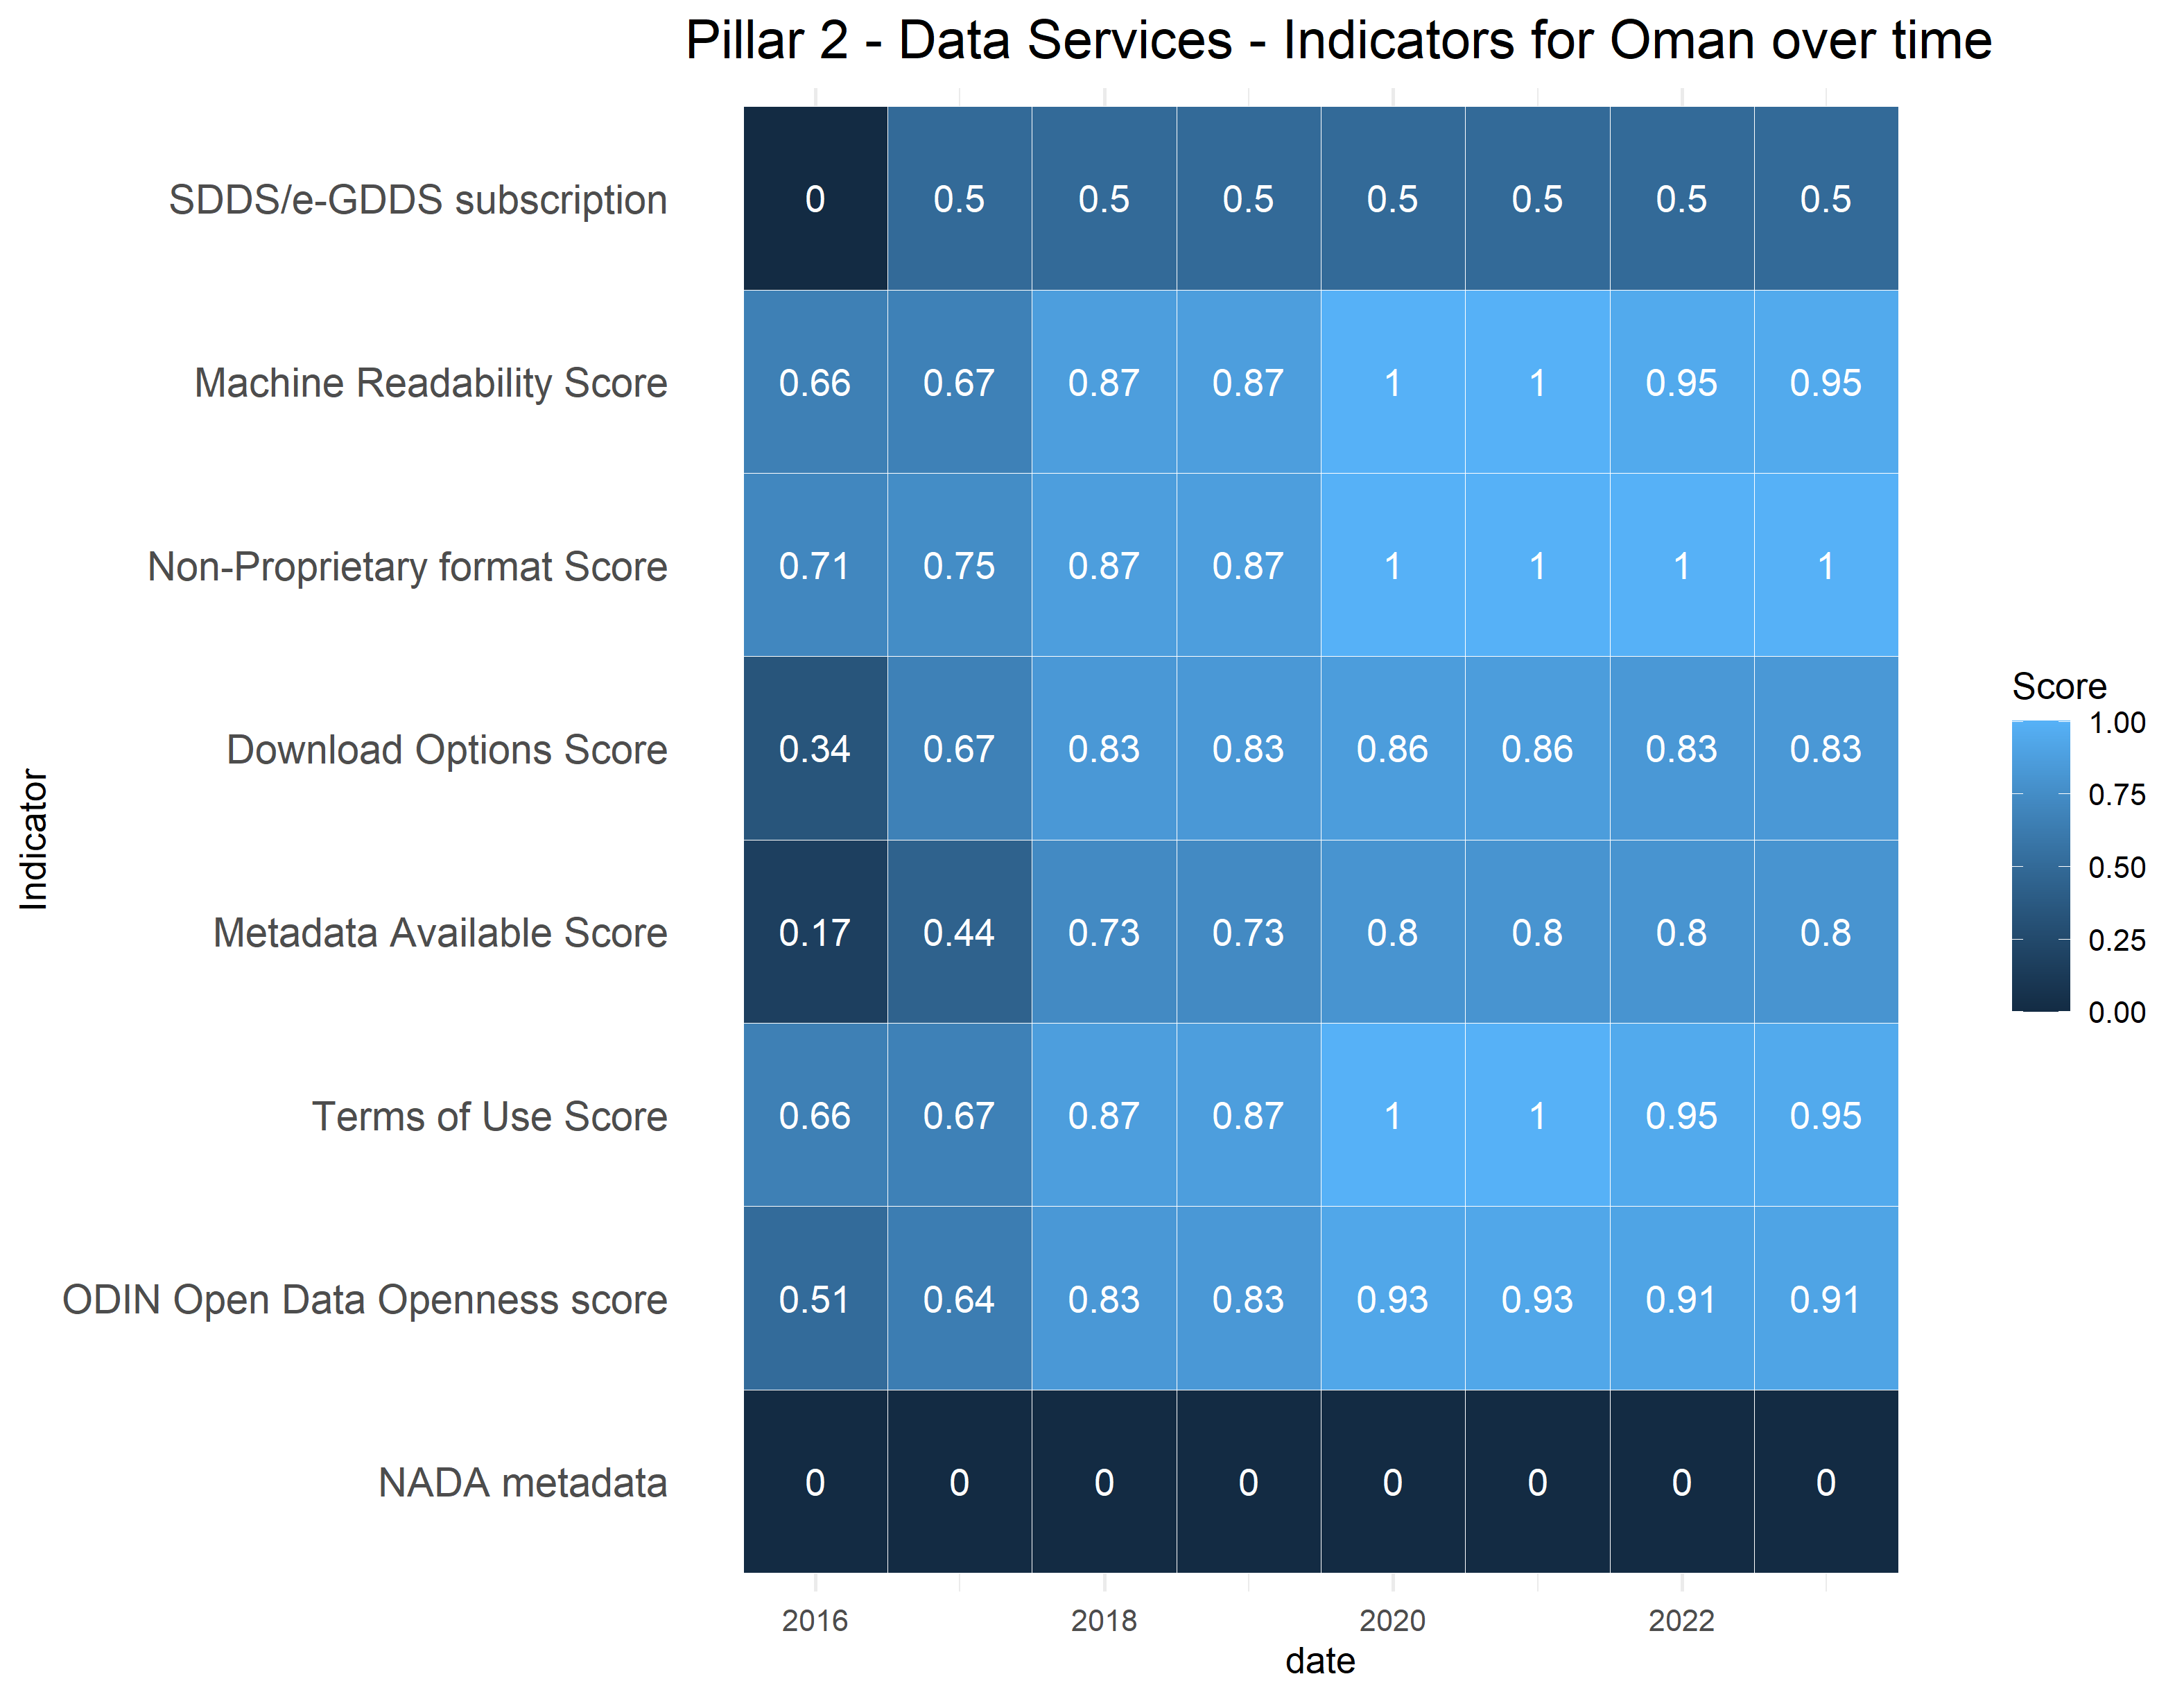 Pillar 2 - Data Services - Indicators for Oman over time
SDDS/e-GDDS subscription 0 0.5 0.5 0.5 0.5 0.5 0.5 0.5
Machine Readability Score 0.66 0.67 0.87 0.87 1 1 0.95 0.95
Non-Proprietary format Score 0.71 0.75 0.87 0.87 1 1 1 1
Download Options Score 0.34 0.67 0.83 0.83 0.86 0.86 0.83 0.83
Metadata Available Score 0.17 0.44 0.73 0.73 0.8 0.8 0.8 0.8
Terms of Use Score 0.66 0.67 0.87 0.87 1 1 0.95 0.95
ODIN Open Data Openness score 0.51 0.64 0.83 0.83 0.93 0.93 0.91 0.91
NADA metadata 0 0 0 0 0 0 0 0
2016 2018 2020 2022
date
Indicator
Score
1.00
0.75
0.50
0.25
0.00